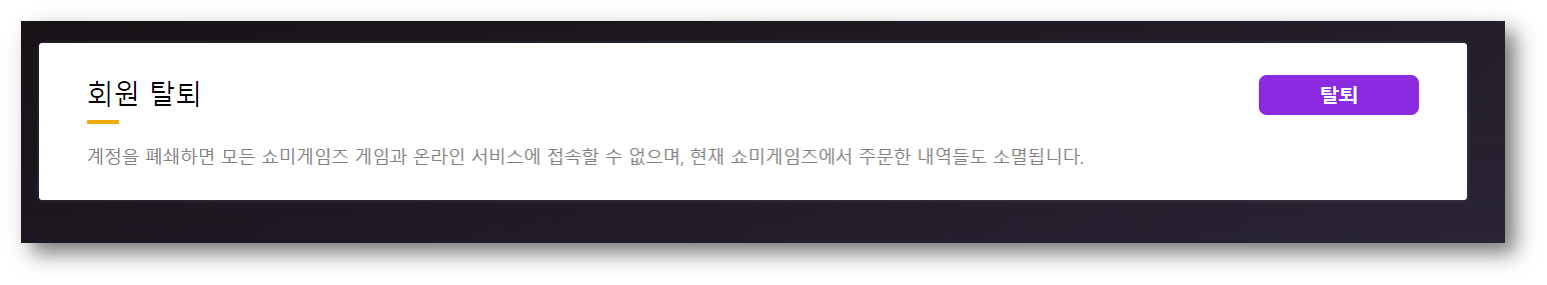 회원 탈퇴
탈퇴
계정을 폐쇄하면 모든 쇼미게임즈 게임과 온라인 서비스에 접속할 수 없으며, 현재 쇼미게임즈에서 주문한 내역들도 소멸됩니다.